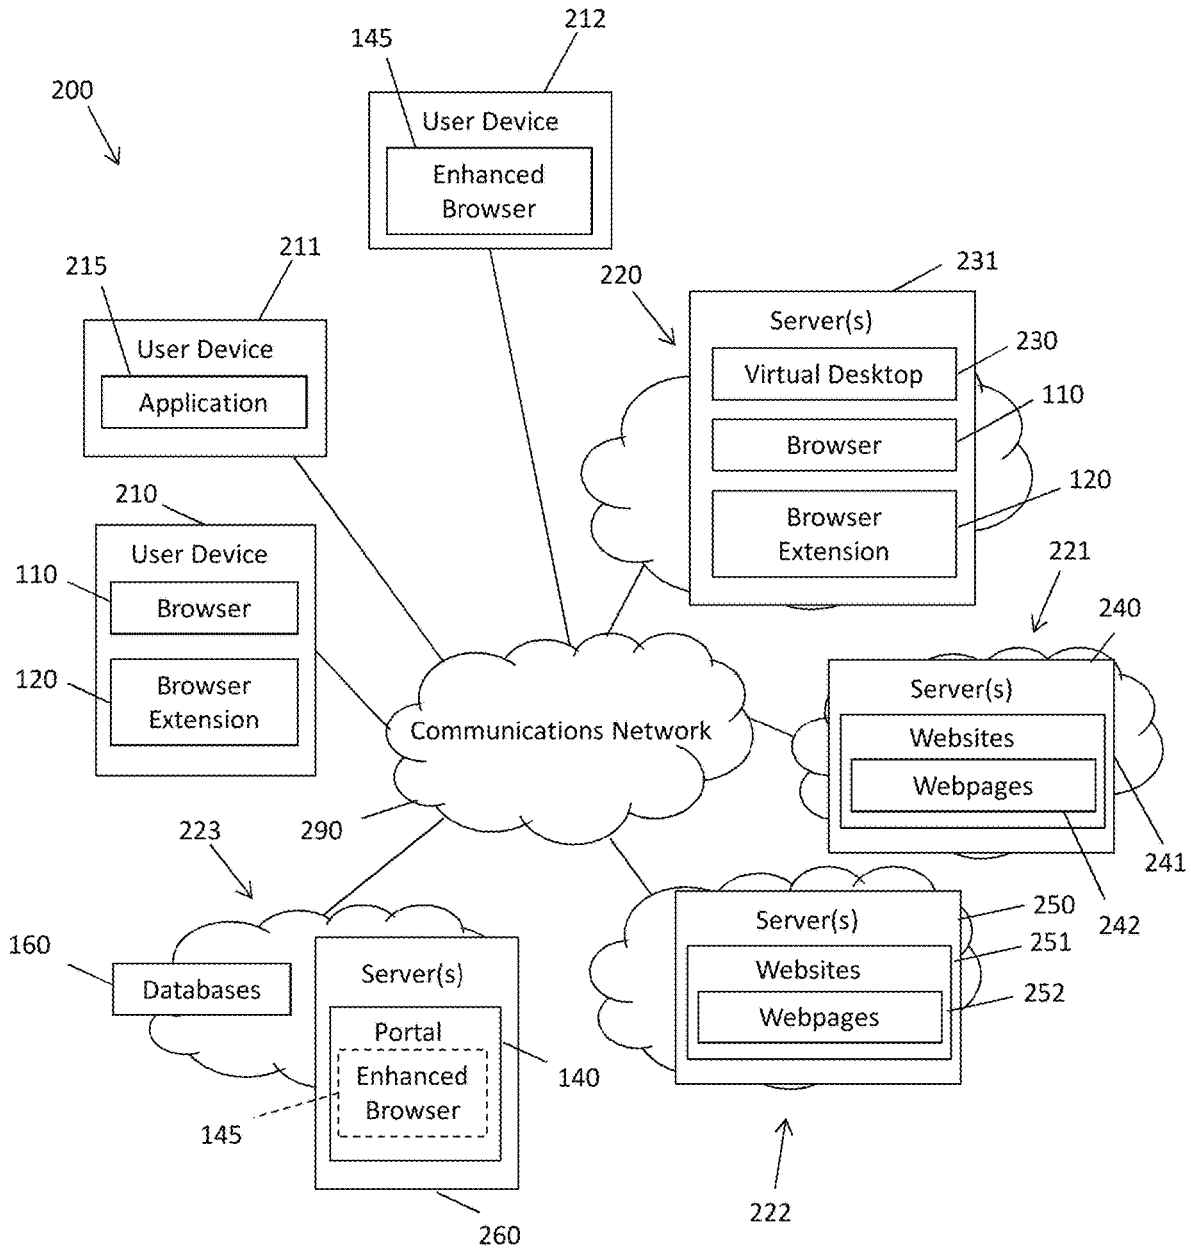 212
145
200
User Device
Enhanced
Browser
211
215
User Device
Application
220
231
Server(s)
Virtual Desktop
230
Browser
110
Browser
Extension
120
210
User Device
110
Browser
120
Browser
Extension
221
240
Server(s)
Websites
Webpages
241
242
Communications Network
290
223
160
Databases
Server(s)
Portal
Enhanced
Browser
140
145
260
Server(s)
250
Websites
251
Webpages
252
222